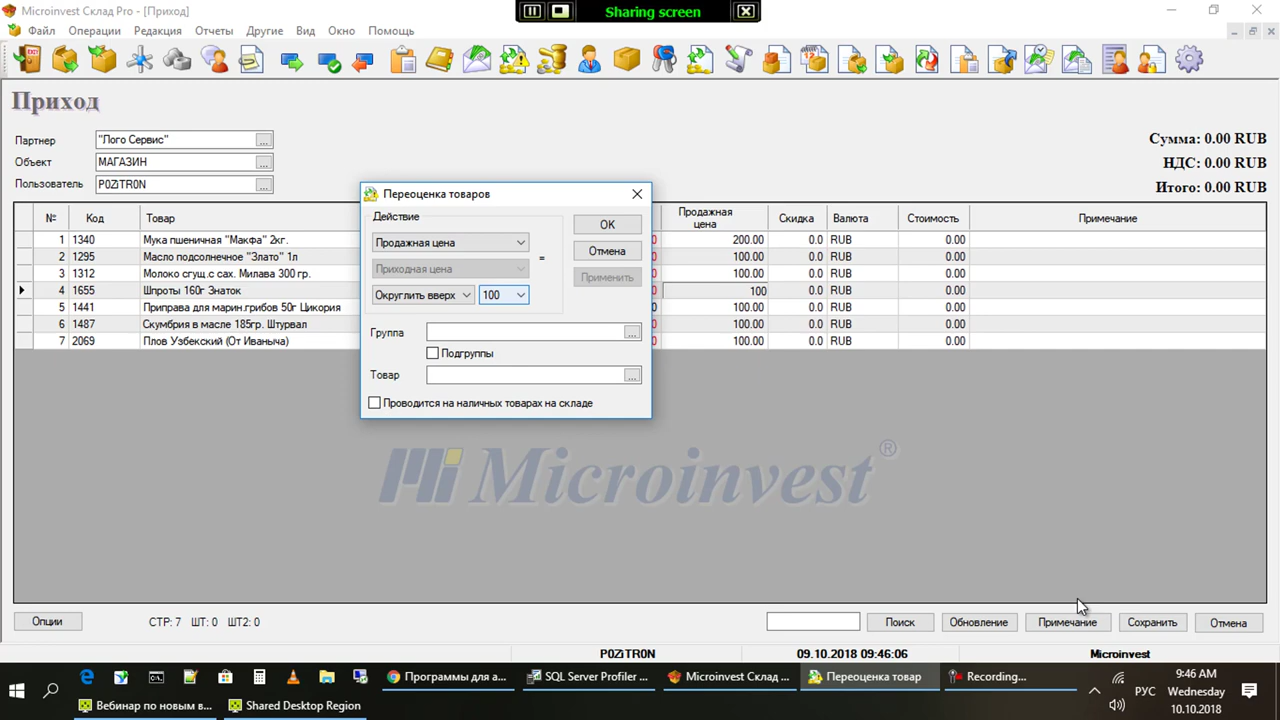 Microinvest Склад Pro - [Приход]
Sharing screen
Файл Операции Редакция Отчеты Другие Вид Окно Помощь
EXIT
Приход
Партнер "Лого Сервис" ...
Объект МАГАЗИН ...
Пользователь P0ZiTR0N ...
Сумма: 0.00 RUB
НДС: 0.00 RUB
Итого: 0.00 RUB
№ Код Товар Продажная цена Скидка Валюта Стоимость Примечание
1 1340 Мука пшеничная "Макфа" 2кг. 0 200.00 0.0 RUB 0.00
2 1295 Масло подсолнечное "Злато" 1л 0 100.00 0.0 RUB 0.00
3 1312 Молоко сгущ.с сах. Милава 300 гр. 0 100.00 0.0 RUB 0.00
4 1655 Шпроты 160г Знаток 0 100 0.0 RUB 0.00
5 1441 Приправа для марин.грибов 50г Цикория 0 100.00 0.0 RUB 0.00
6 1487 Скумбрия в масле 185гр. Штурвал 0 100.00 0.0 RUB 0.00
7 2069 Плов Узбекский (От Иваныча) 0 100.00 0.0 RUB 0.00
Переоценка товаров
Действие
Продажная цена
=
Приходная цена
Округлить вверх 100
OK
Отмена
Применить
Группа ...
Подгруппы
Товар ...
Проводится на наличных товарах на складе
Microinvest®
Опции СТР: 7 ШТ: 0 ШТ2: 0 Поиск Обновление Примечание Сохранить Отмена
P0ZiTR0N 09.10.2018 09:46:06 Microinvest
Программы для а... SQL Server Profiler ... Microinvest Склад ... Переоценка товар Recording...
Вебинар по новым в... Shared Desktop Region
РУС
9:46 AM
Wednesday
10.10.2018